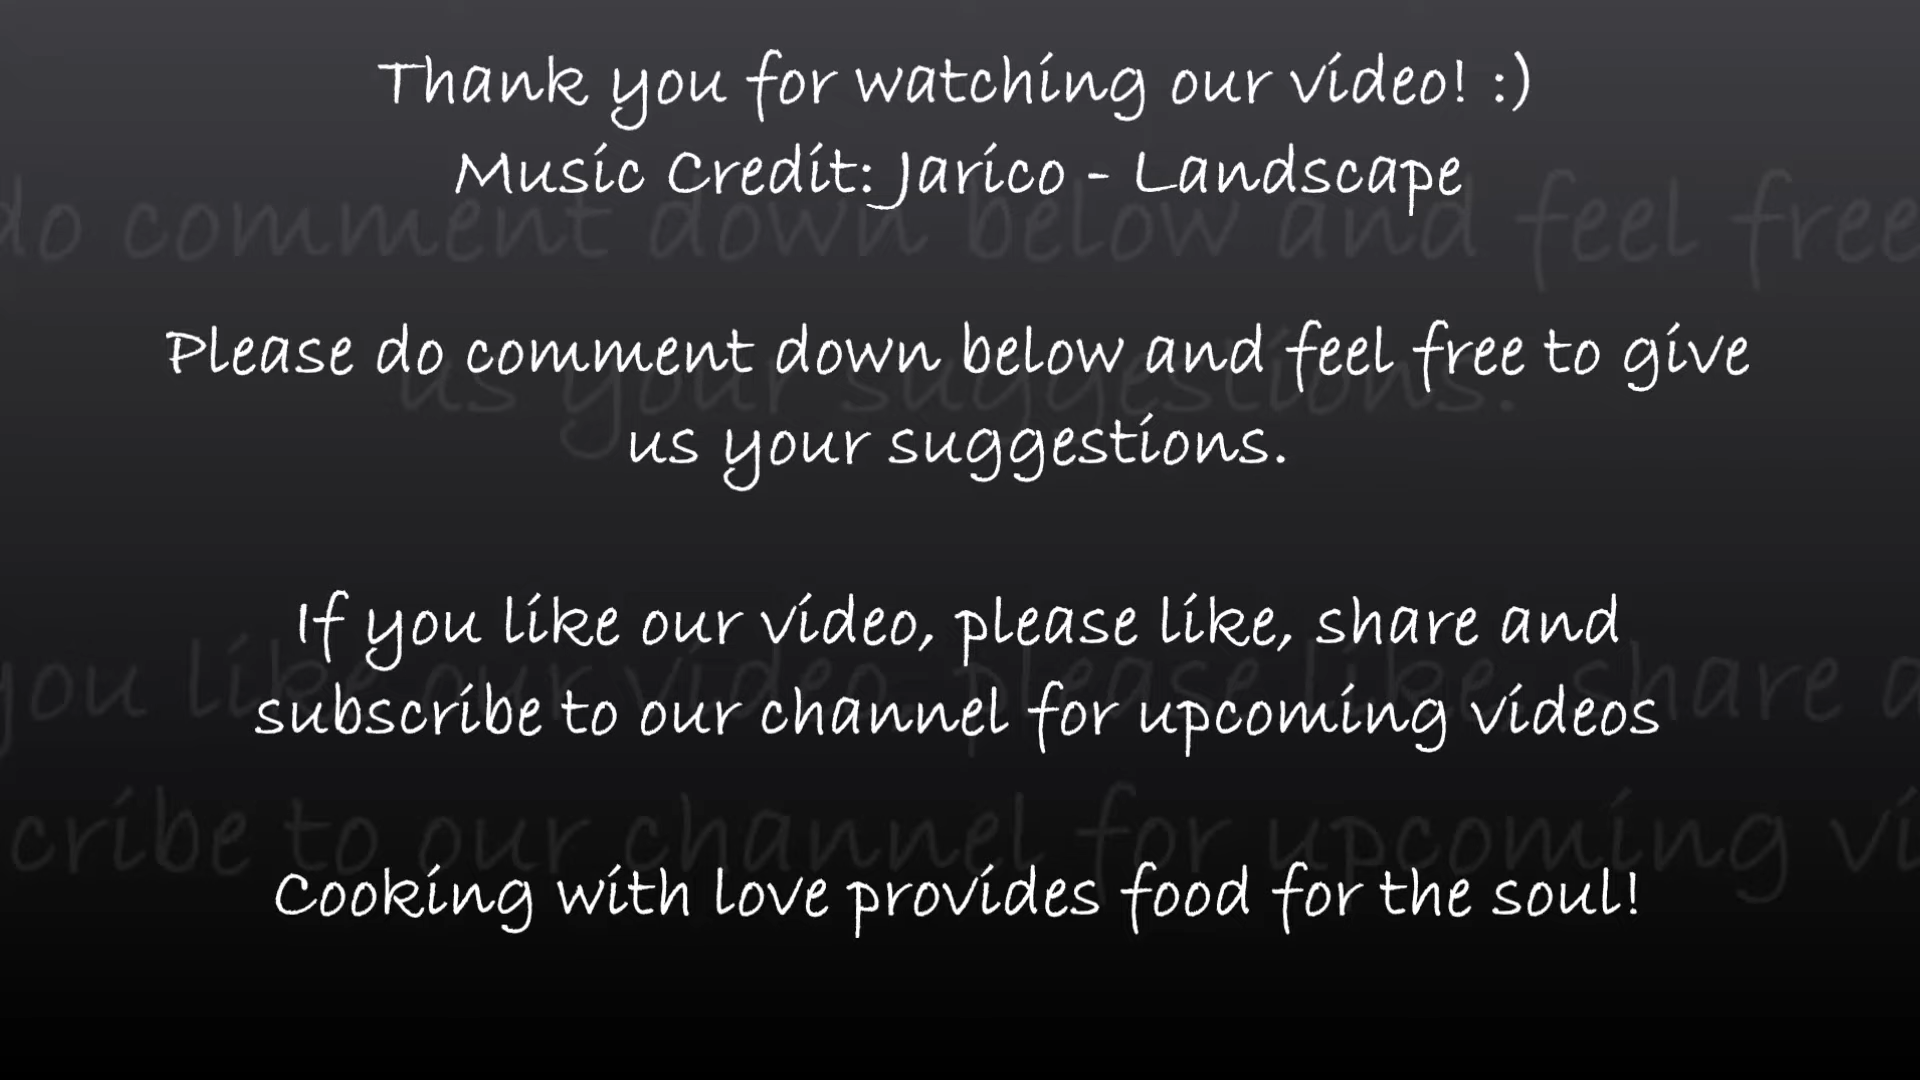 Thank you for watching our video! :)
Music Credit: Jarico - Landscape
Please do comment down below and feel free to give
us your suggestions.
If you like our video, please like, share and
subscribe to our channel for upcoming videos
Cooking with love provides food for the soul!